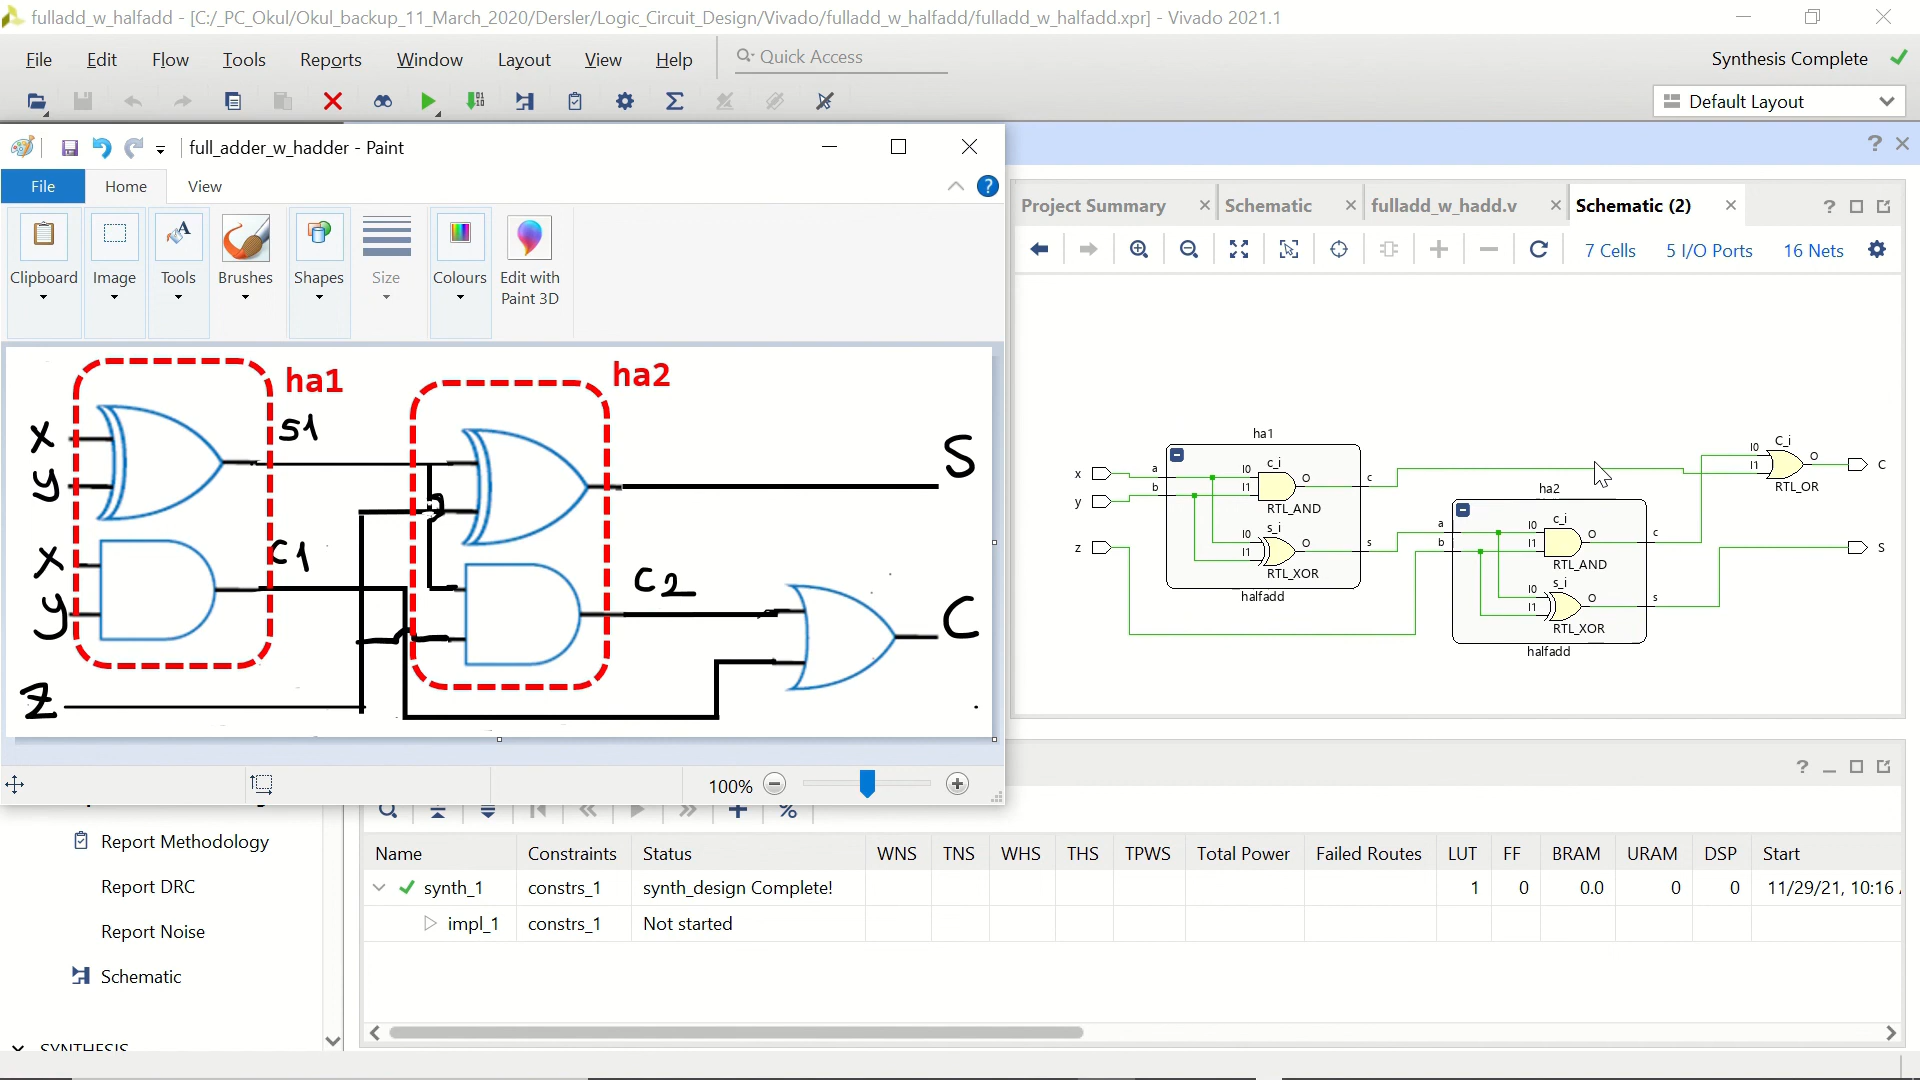 fulladd_w_halfadd - [C:/_PC_Okul/Okul_backup_11_March_2020/Dersler/Logic_Circuit_Design/Vivado/fulladd_w_halfadd/fulladd_w_halfadd.xpr] - Vivado 2021.1
File Edit Flow Tools Reports Window Layout View Help Quick Access
Synthesis Complete
Default Layout
full_adder_w_hadder - Paint
File Home View
Clipboard Image Tools Brushes Shapes Size Colours Edit with Paint 3D
ha1
ha2
x
y
S1
S
x
y
C1
C2
C
Z
100%
Project Summary Schematic fulladd_w_hadd.v Schematic (2)
7 Cells 5 I/O Ports 16 Nets
ha1
x
y
z
a
b
I0
I1
c_i
O
RTL_AND
c
I0
I1
s_i
O
RTL_XOR
s
halfadd
ha2
a
b
I0
I1
c_i
O
RTL_AND
c
I0
I1
s_i
O
RTL_XOR
s
halfadd
I0
I1
C_i
O
RTL_OR
C
S
Report Methodology
Report DRC
Report Noise
Schematic
SYNTHESIS
Name Constraints Status WNS TNS WHS THS TPWS Total Power Failed Routes LUT FF BRAM URAM DSP Start
synth_1 constrs_1 synth_design Complete! 1 0 0.0 0 0 11/29/21, 10:16
impl_1 constrs_1 Not started